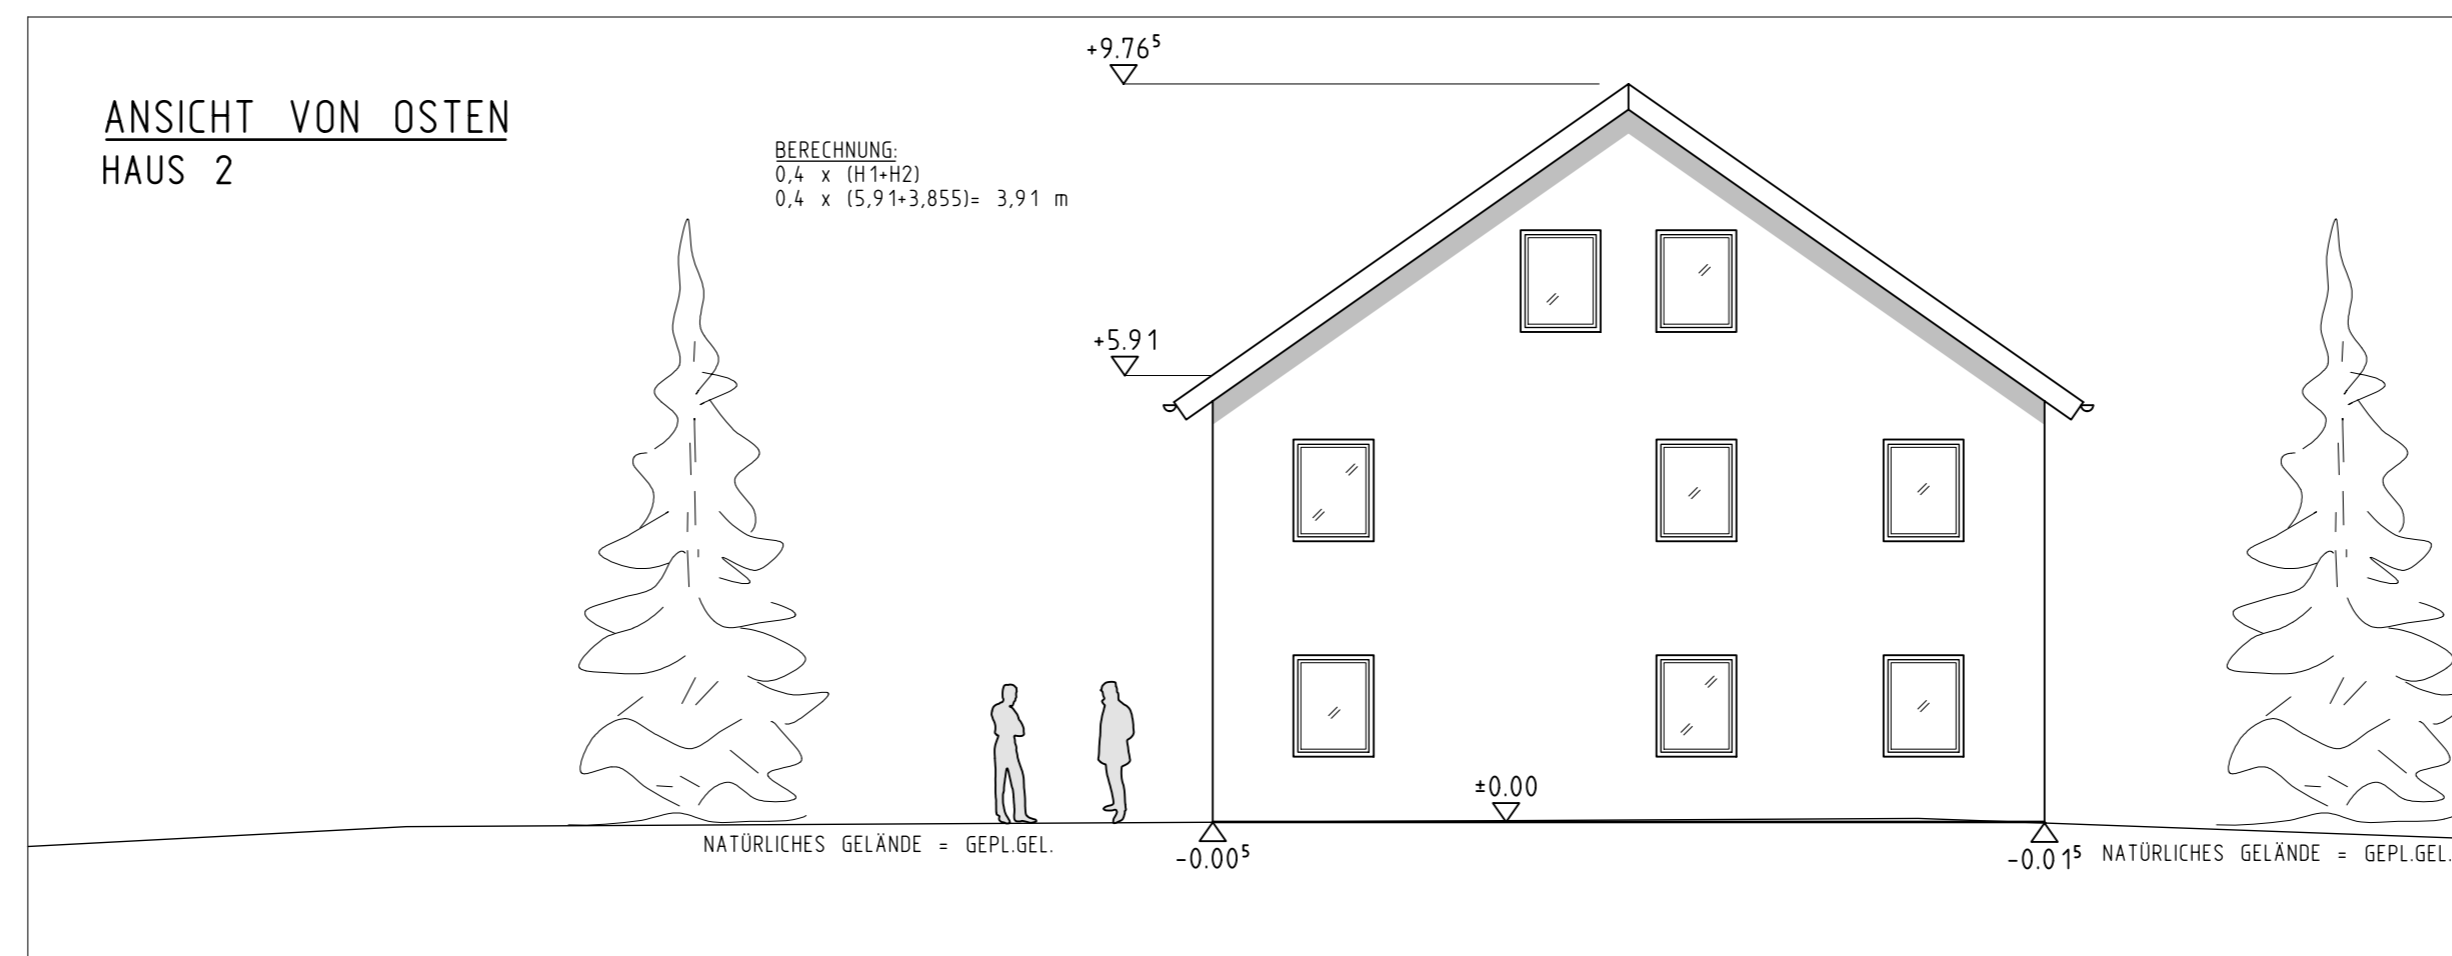 +9.76⁵
ANSICHT VON OSTEN
HAUS 2
BERECHNUNG:
0,4 x (H1+H2)
0,4 x (5,91+3,855)= 3,91 m
+5.91
±0.00
NATÜRLICHES GELÄNDE = GEPL.GEL.
-0.00⁵
-0.01⁵
NATÜRLICHES GELÄNDE = GEPL.GEL.